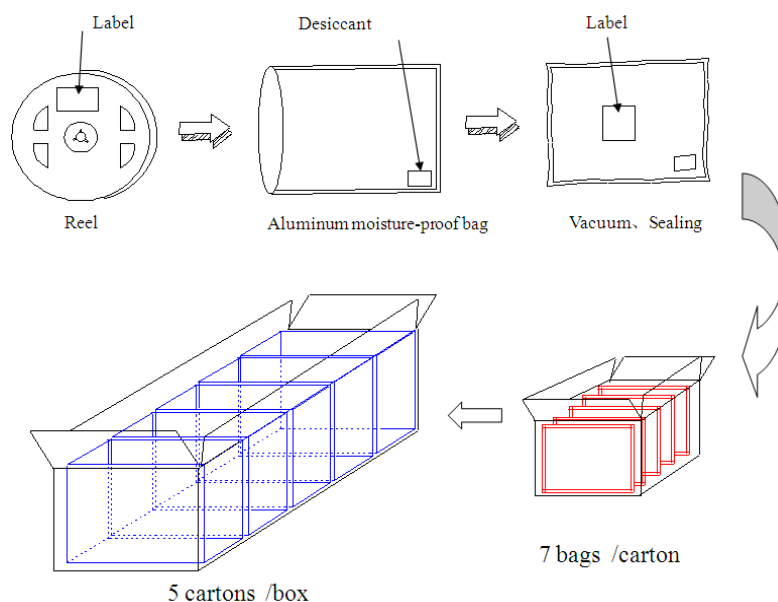 Label
Desiccant
Label
Reel
Aluminum moisture-proof bag
Vacuum、Sealing
7 bags /carton
5 cartons /box